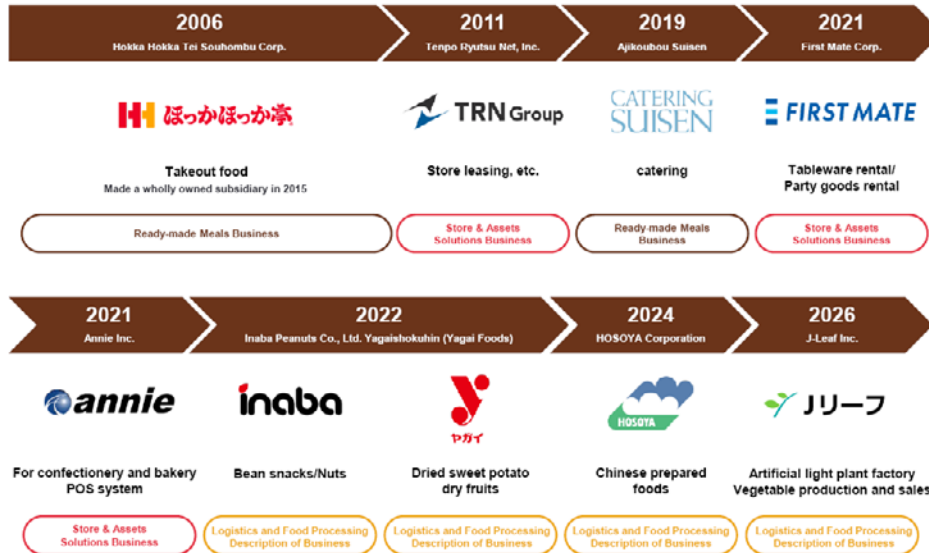 2006
Hokka Hokka Tei Souhombu Corp.
2011
Tenpo Ryutsu Net, Inc.
2019
Ajikoubou Suisen
2021
First Mate Corp.
ほっかほっか亭
TRN Group
CATERING
SUISEN
FIRST MATE
Takeout food
Made a wholly owned subsidiary in 2015
Store leasing, etc.
catering
Tableware rental/
Party goods rental
Ready-made Meals Business
Store & Assets
Solutions Business
Ready-made Meals
Business
Store & Assets
Solutions Business
2021
Annie Inc.
2022
Inaba Peanuts Co., Ltd. Yagaishokuhin (Yagai Foods)
2024
HOSOYA Corporation
2026
J-Leaf Inc.
annie
inaba
ヤガイ
HOSOYA
Jリーフ
For confectionery and bakery
POS system
Bean snacks/Nuts
Dried sweet potato
dry fruits
Chinese prepared
foods
Artificial light plant factory
Vegetable production and sales
Store & Assets
Solutions Business
Logistics and Food Processing
Description of Business
Logistics and Food Processing
Description of Business
Logistics and Food Processing
Description of Business
Logistics and Food Processing
Description of Business